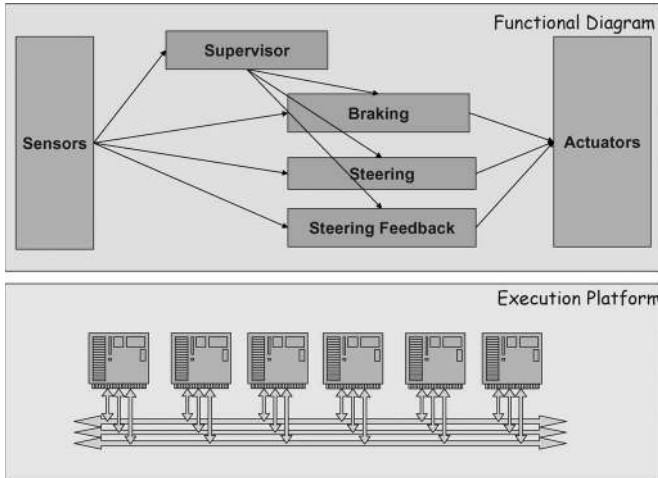 Functional Diagram
Supervisor
Sensors
Braking
Steering
Steering Feedback
Actuators
Execution Platform